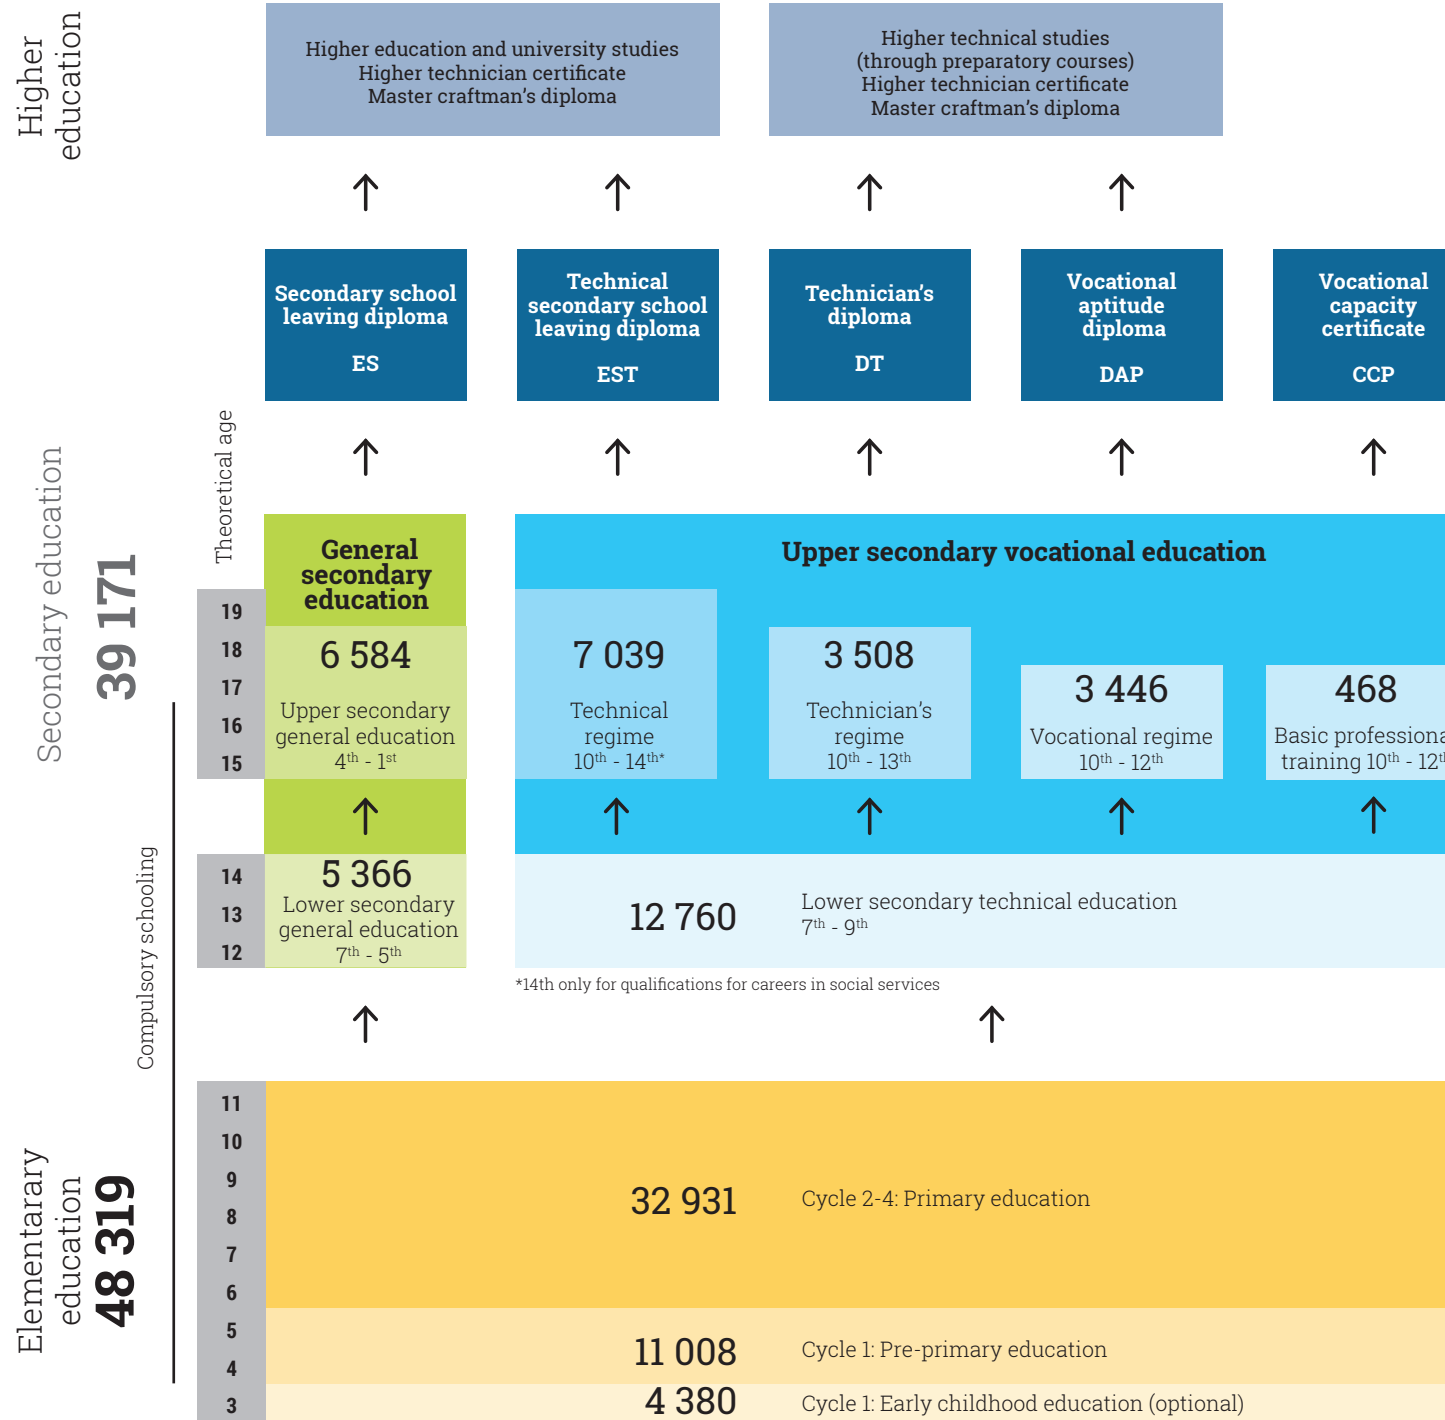 Higher
education
Higher education and university studies
Higher technician certificate
Master craftman's diploma
Higher technical studies
(through preparatory courses)
Higher technician certificate
Master craftman's diploma
Secondary school
leaving diploma
ES
Technical
secondary school
leaving diploma
EST
Technician's
diploma
DT
Vocational
aptitude
diploma
DAP
Vocational
capacity
certificate
CCP
Secondary education
39 171
Theoretical age
General
secondary
education
Upper secondary vocational education
19
18
17
16
15
6 584
Upper secondary
general education
4th - 1st
7 039
Technical
regime
10th - 14th*
3 508
Technician's
regime
10th - 13th
3 446
Vocational regime
10th - 12th
468
Basic professiona
training 10th - 12th
Compulsory schooling
14
13
12
5 366
Lower secondary
general education
7th - 5th
12 760
Lower secondary technical education
7th - 9th
*14th only for qualifications for careers in social services
Elementarary
education
48 319
11
10
9
8
7
6
5
4
3
32 931
Cycle 2-4: Primary education
11 008
Cycle 1: Pre-primary education
4 380
Cycle 1: Early childhood education (optional)